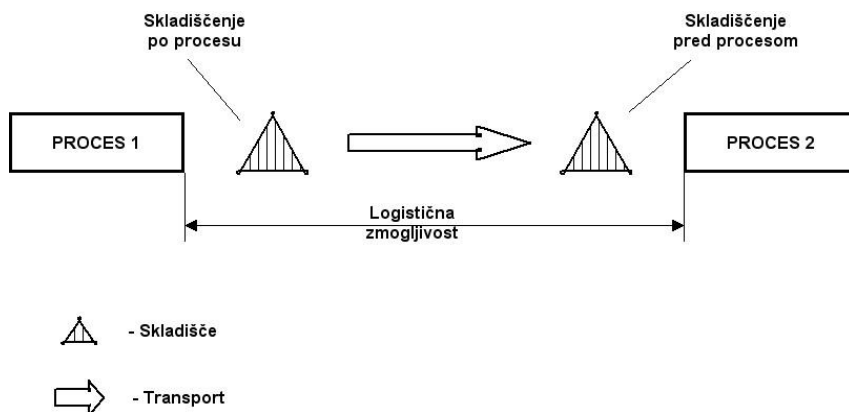 Skladiščenje
po procesu
Skladiščenje
pred procesom
PROCES 1
PROCES 2
Logistična
zmogljivost
- Skladišče
- Transport